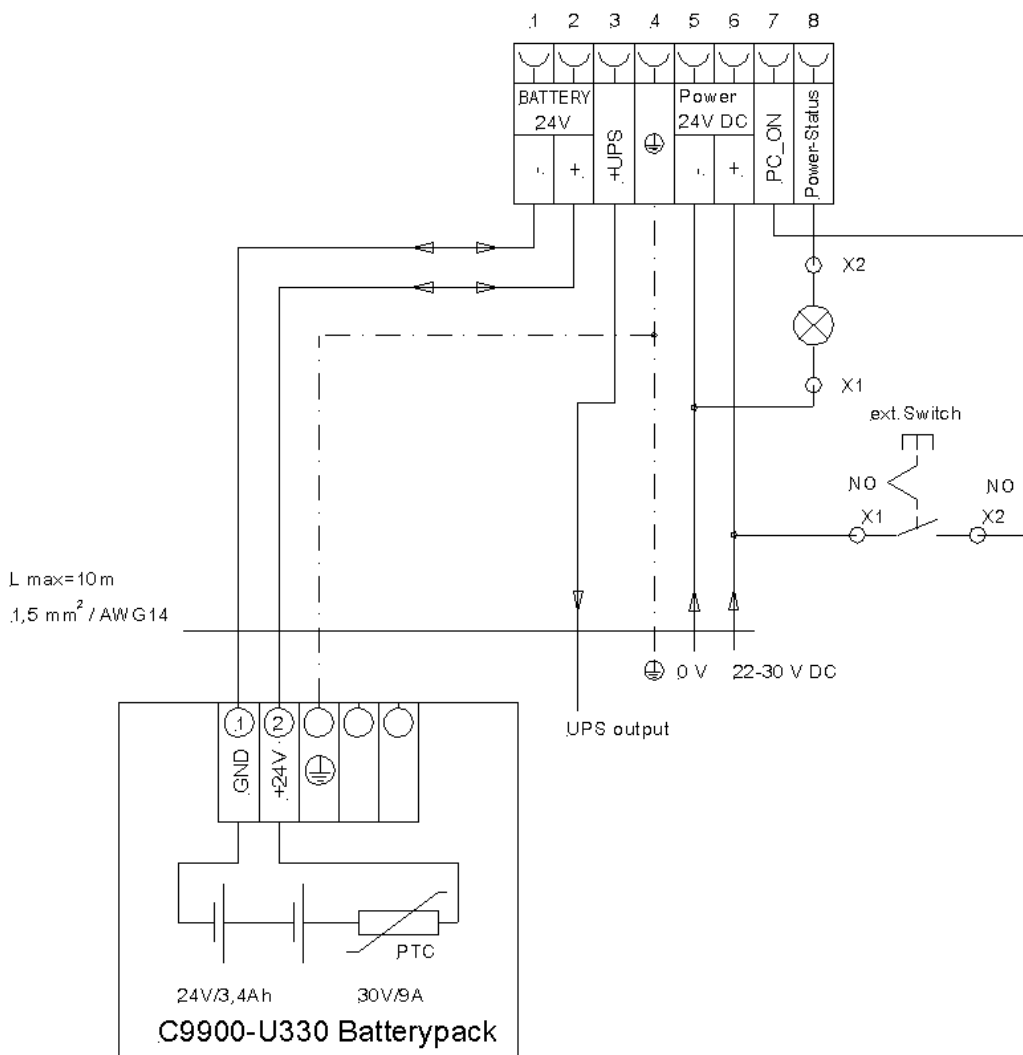 1 2 3 4 5 6 7 8
BATTERY
24V
- +
+UPS
Power
24V DC
- +
PC_ON
Power-Status
X2
X1
ext.Switch
NO NO
X1 X2
L max=10m
1,5 mm² / AWG14
0 V 22-30 V DC
UPS output
1 2
GND
+24V
PTC
24V/3,4Ah 30V/9A
C9900-U330 Batterypack